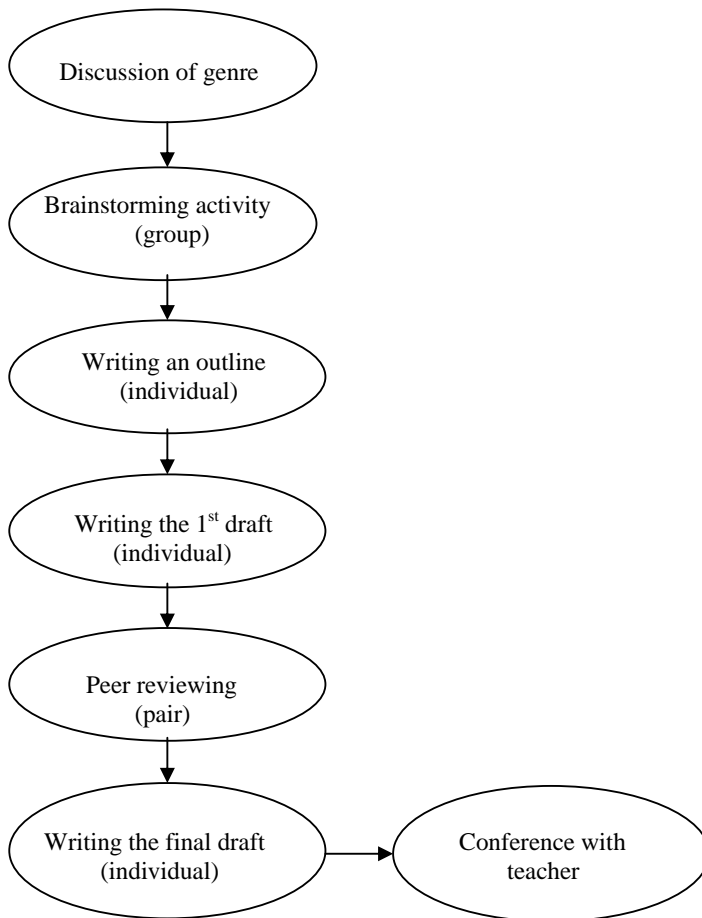 Discussion of genre
Brainstorming activity
(group)
Writing an outline
(individual)
Writing the 1st draft
(individual)
Peer reviewing
(pair)
Writing the final draft
(individual)
Conference with
teacher